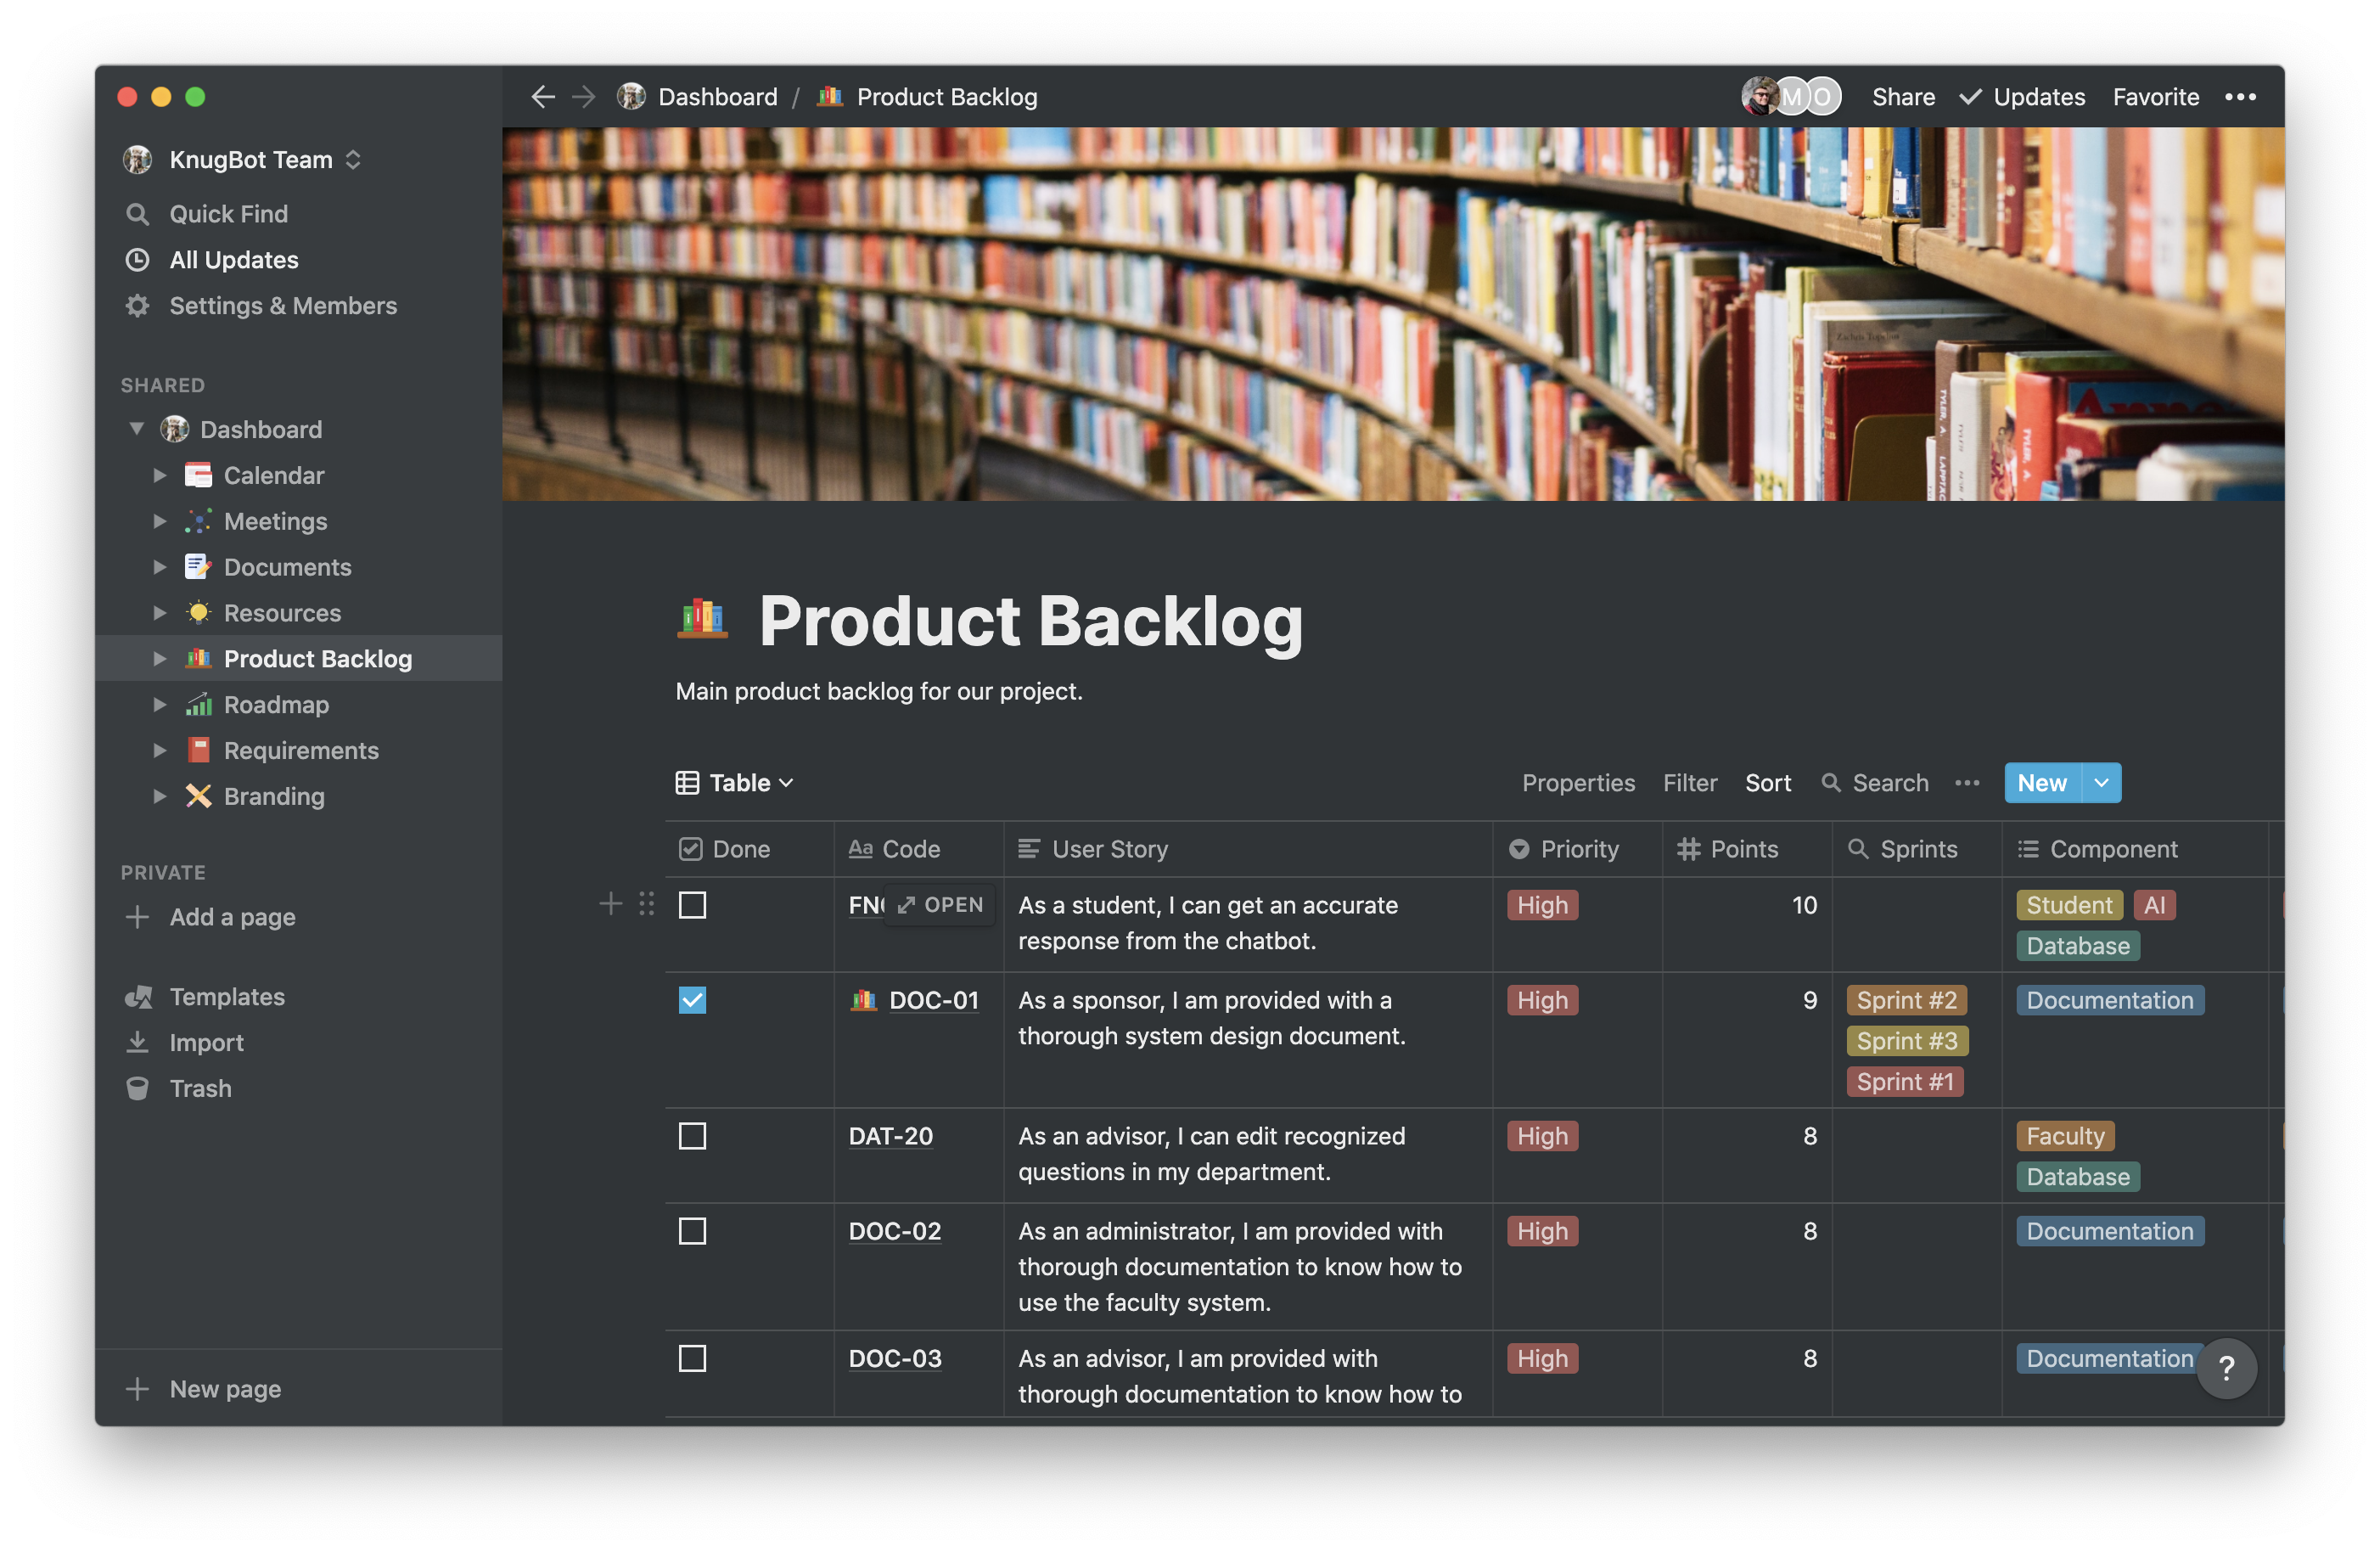 Dashboard / Product Backlog
M O Share Updates Favorite
KnugBot Team
Quick Find
All Updates
Settings & Members
SHARED
Dashboard
Calendar
Meetings
Documents
Resources
Product Backlog
Roadmap
Requirements
Branding
PRIVATE
Add a page
Templates
Import
Trash
New page
TYLER, A.
TYLER, A.
Product Backlog
Main product backlog for our project.
Table Properties Filter Sort Search New
Done Aa Code User Story Priority Points Sprints Component
OPEN As a student, I can get an accurate High 10 Student AI
response from the chatbot. Database
DOC-01 As a sponsor, I am provided with a High 9 Sprint #2 Documentation
thorough system design document. Sprint #3
Sprint #1
DAT-20 As an advisor, I can edit recognized High 8 Faculty
questions in my department. Database
DOC-02 As an administrator, I am provided with High 8 Documentation
thorough documentation to know how to
use the faculty system.
DOC-03 As an advisor, I am provided with High 8 Documentation ?
thorough documentation to know how to